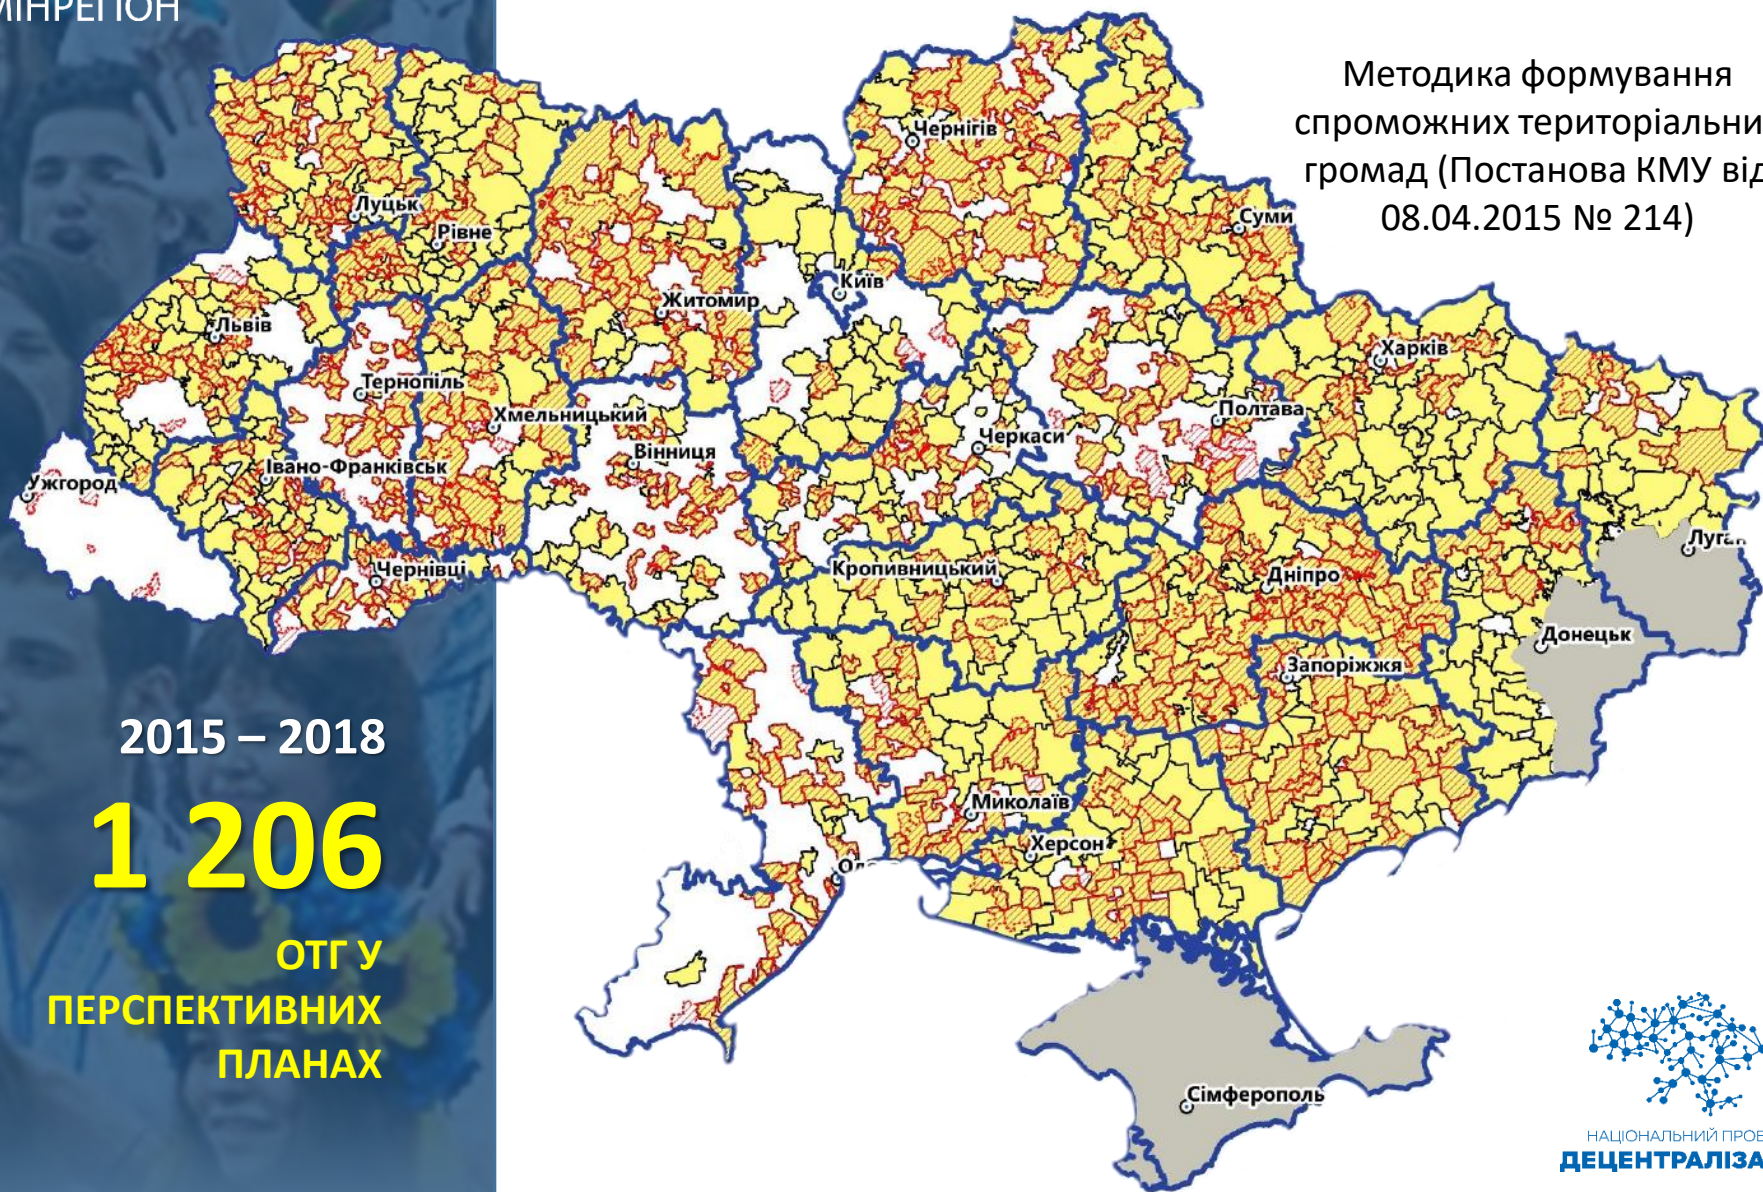 МІНРЕГІОН
Методика формування
спроможних територіальни
громад (Постанова КМУ від
08.04.2015 № 214)
Чернігів
Луцьк
Рівне
Суми
Київ
Житомир
Львів
Харків
Тернопіль
Хмельницький
Полтава
Черкаси
Вінниця
Івано-Франківськ
Ужгород
Луган
Чернівці
Кропивницький
Дніпро
Донецьк
Запоріжжя
2015 – 2018
1 206
ОТГ У
ПЕРСПЕКТИВНИХ
ПЛАНАХ
Миколаїв
Херсон
Од
Сімферополь
НАЦІОНАЛЬНИЙ ПРОЕ
ДЕЦЕНТРАЛІЗА